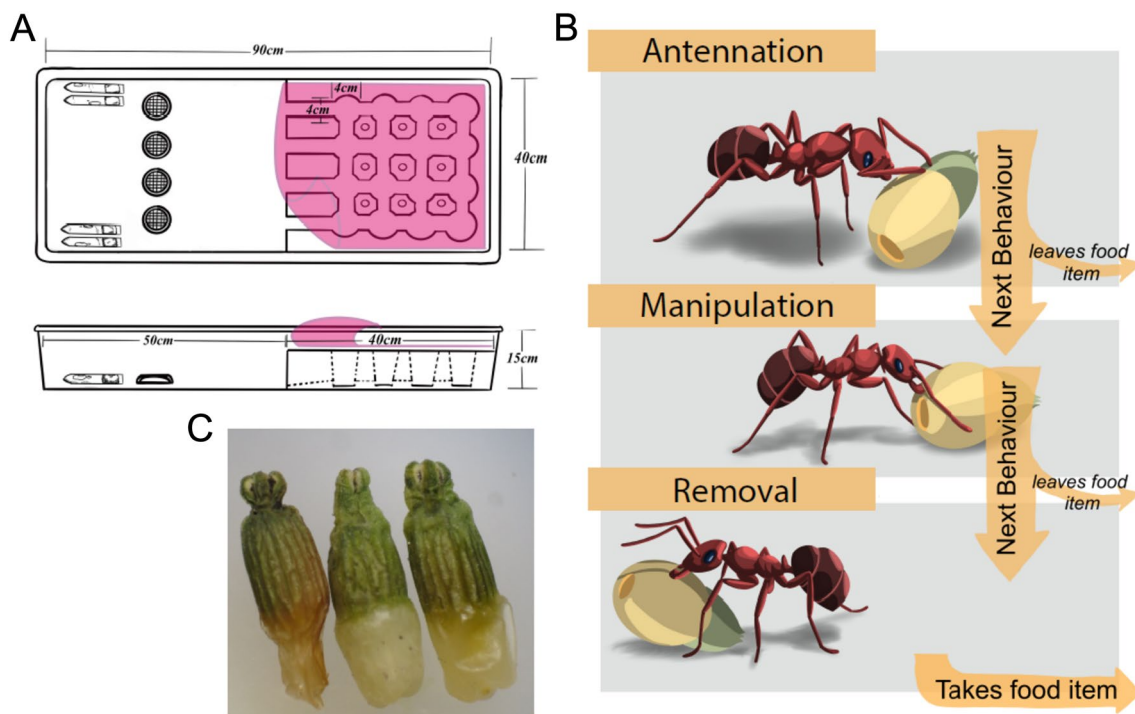 A
90cm
4cm
4cm
40cm
50cm
40cm
15cm
B
Antennation
Next Behaviour
leaves food
item
Manipulation
Next Behaviour
leaves food
item
Removal
Takes food item
C